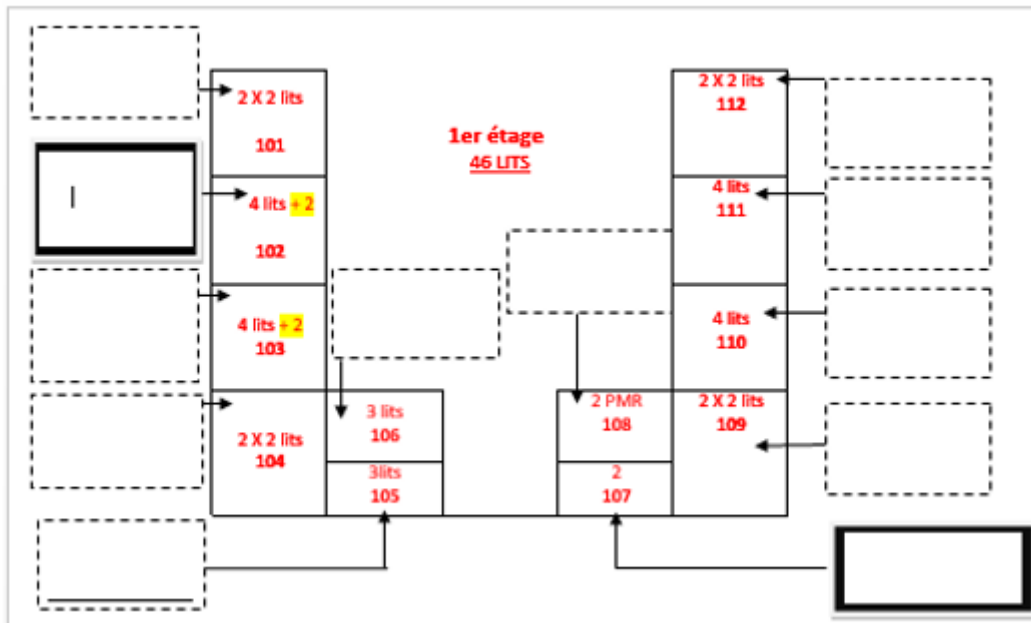 1er étage
46 LITS
2 X 2 lits
101
4 lits + 2
102
4 lits + 2
103
2 X 2 lits
104
3 lits
106
3lits
105
2 PMR
108
2
107
2 X 2 lits
112
4 lits
111
4 lits
110
2 X 2 lits
109